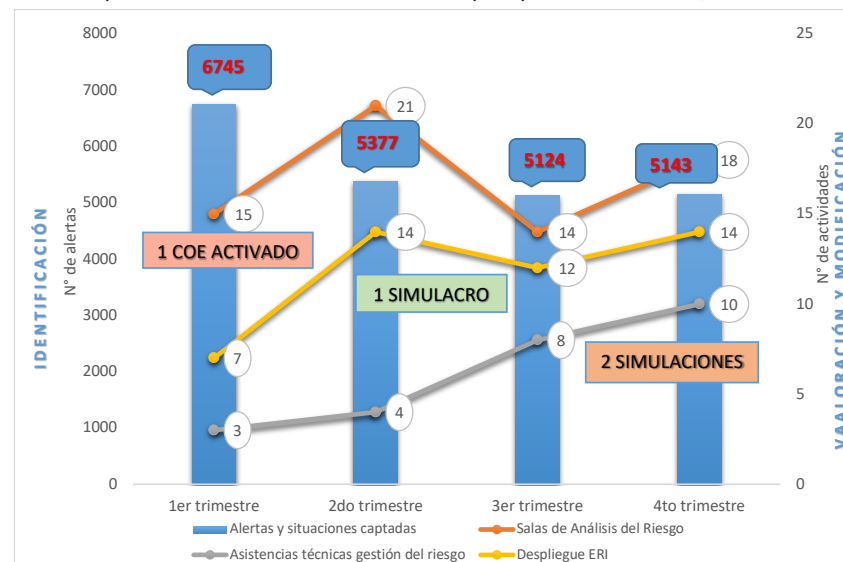 8000
7000
6000
5000
4000
3000
2000
1000
0
25
20
15
10
5
0
IDENTIFICACIÓN
N° de alertas
N° de actividades
VAALORACIÓN Y MODIFICACIÓN
6745
5377
5124
5143
15
21
14
18
7
14
12
14
3
4
8
10
1 COE ACTIVADO
1 SIMULACRO
2 SIMULACIONES
1er trimestre
2do trimestre
3er trimestre
4to trimestre
Alertas y situaciones captadas
Salas de Análisis del Riesgo
Asistencias técnicas gestión del riesgo
Despliegue ERI